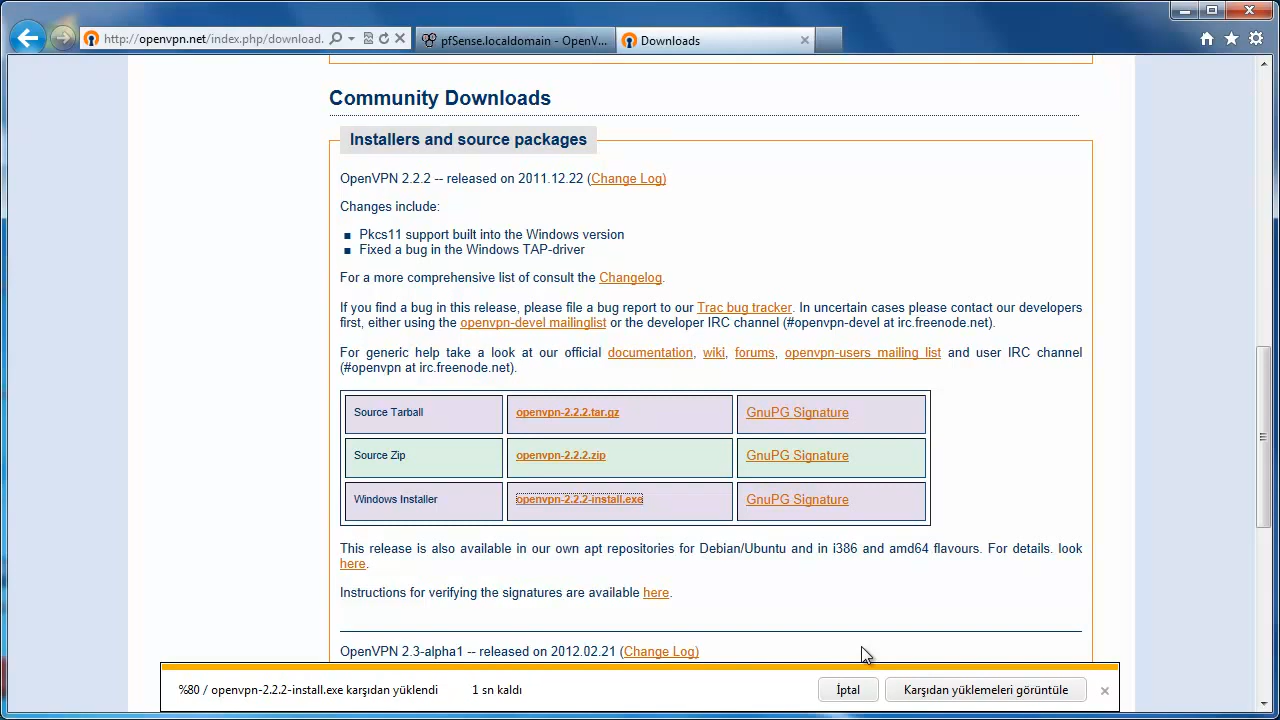 http://openvpn.net/index.php/download.
pfSense.localdomain - OpenV...
Downloads
Community Downloads
Installers and source packages
OpenVPN 2.2.2 -- released on 2011.12.22 (Change Log)
Changes include:
Pkcs11 support built into the Windows version
Fixed a bug in the Windows TAP-driver
For a more comprehensive list of consult the Changelog.
If you find a bug in this release, please file a bug report to our Trac bug tracker. In uncertain cases please contact our developers
first, either using the openvpn-devel mailinglist or the developer IRC channel (#openvpn-devel at irc.freenode.net).
For generic help take a look at our official documentation, wiki, forums, openvpn-users mailing list and user IRC channel
(#openvpn at irc.freenode.net).
Source Tarball openvpn-2.2.2.tar.gz GnuPG Signature
Source Zip openvpn-2.2.2.zip GnuPG Signature
Windows Installer openvpn-2.2.2-install.exe GnuPG Signature
This release is also available in our own apt repositories for Debian/Ubuntu and in i386 and amd64 flavours. For details. look
here.
Instructions for verifying the signatures are available here.
OpenVPN 2.3-alpha1 -- released on 2012.02.21 (Change Log)
%80 / openvpn-2.2.2-install.exe karşıdan yüklendi 1 sn kaldı İptal Karşıdan yüklemeleri görüntüle